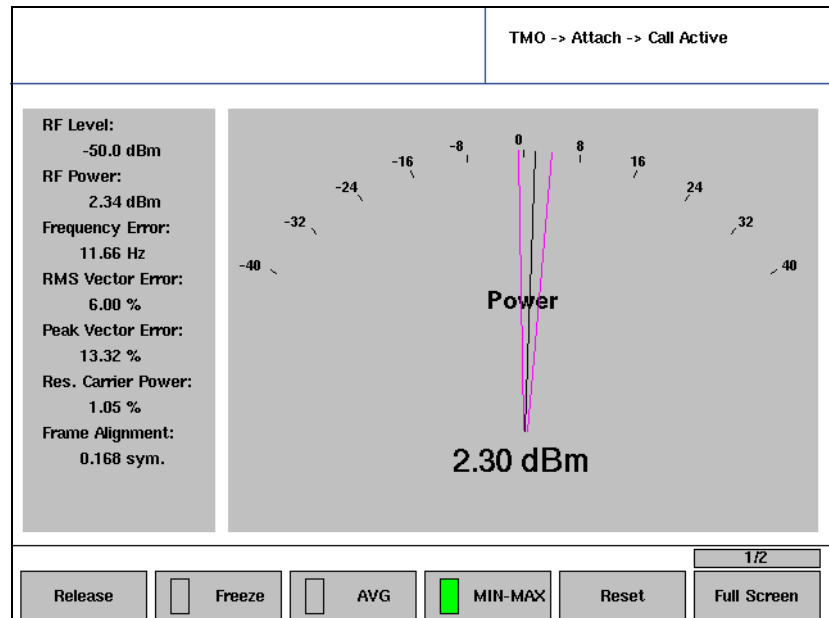 TMO -> Attach -> Call Active
RF Level:
-50.0 dBm
RF Power:
2.34 dBm
Frequency Error:
11.66 Hz
RMS Vector Error:
6.00 %
Peak Vector Error:
13.32 %
Res. Carrier Power:
1.05 %
Frame Alignment:
0.168 sym.
-40
-32
-24
-16
-8
0
8
16
24
32
40
Power
2.30 dBm
1/2
Release
Freeze
AVG
MIN-MAX
Reset
Full Screen